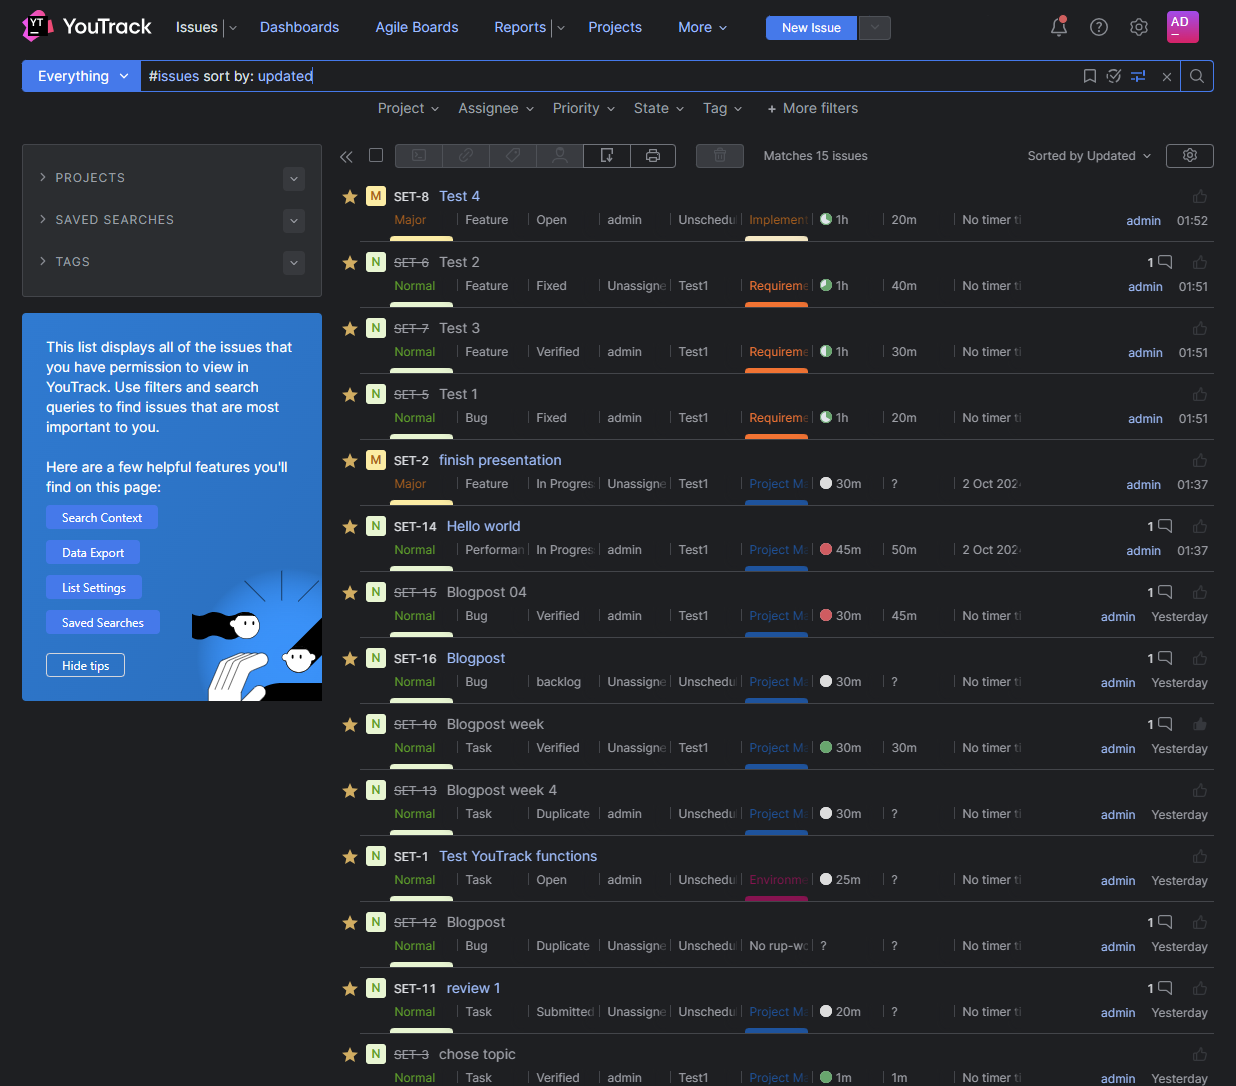 YT YouTrack Issues Dashboards Agile Boards Reports Projects More New Issue AD
Everything #issues sort by: updated
Project Assignee Priority State Tag + More filters
Matches 15 issues Sorted by Updated
PROJECTS
SAVED SEARCHES
TAGS
This list displays all of the issues that
you have permission to view in
YouTrack. Use filters and search
queries to find issues that are most
important to you.
Here are a few helpful features you'll
find on this page:
Search Context
Data Export
List Settings
Saved Searches
Hide tips
M SET-8 Test 4
Major Feature Open admin Unschedu Implement 1h 20m No timer ti admin 01:52
N SET-6 Test 2 1
Normal Feature Fixed Unassigne Test1 Requireme 1h 40m No timer ti admin 01:51
N SET-7 Test 3
Normal Feature Verified admin Test1 Requireme 1h 30m No timer ti admin 01:51
N SET-5 Test 1
Normal Bug Fixed admin Test1 Requireme 1h 20m No timer ti admin 01:51
M SET-2 finish presentation
Major Feature In Progres Unassigne Test1 Project Ma 30m ? 2 Oct 202 admin 01:37
N SET-14 Hello world 1
Normal Performan In Progres admin Test1 Project Ma 45m 50m 2 Oct 202 admin 01:37
N SET-15 Blogpost 04 1
Normal Bug Verified admin Test1 Project Ma 30m 45m No timer ti admin Yesterday
N SET-16 Blogpost 1
Normal Bug backlog Unassigne Unschedu Project Ma 30m ? No timer ti admin Yesterday
N SET-10 Blogpost week 1
Normal Task Verified Unassigne Test1 Project Ma 30m 30m No timer ti admin Yesterday
N SET-13 Blogpost week 4
Normal Task Duplicate admin Unschedu Project Ma 30m ? No timer ti admin Yesterday
N SET-1 Test YouTrack functions
Normal Task Open admin Unschedu Environme 25m ? No timer ti admin Yesterday
N SET-12 Blogpost 1
Normal Bug Duplicate Unassigne Unschedu No rup-wo ? ? No timer ti admin Yesterday
N SET-11 review 1 1
Normal Task Submitted Unassigne Unschedu Project Ma 20m ? No timer ti admin Yesterday
N SET-3 chose topic
Normal Task Verified admin Test1 Project Ma 1m 1m No timer ti admin Yesterday